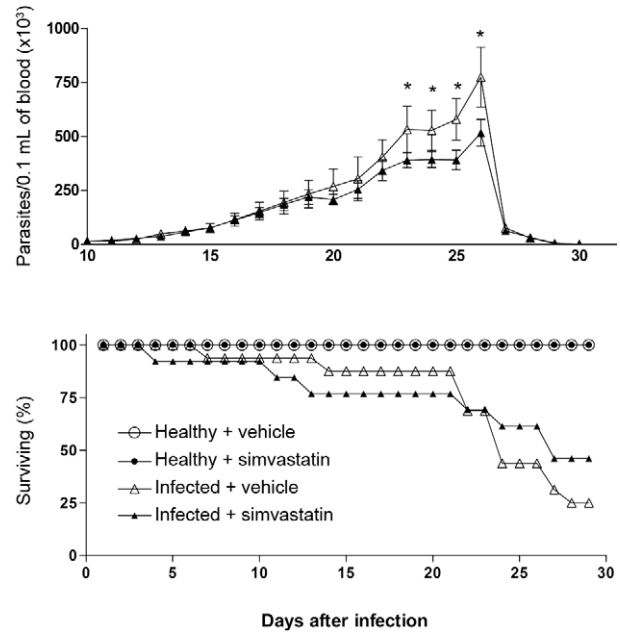 Parasites/0.1 mL of blood (x10³)
1000
750
500
250
0
* * * *
10 15 20 25 30
Surviving (%)
100
75
50
25
0
Healthy + vehicle
Healthy + simvastatin
Infected + vehicle
Infected + simvastatin
0 5 10 15 20 25 30
Days after infection